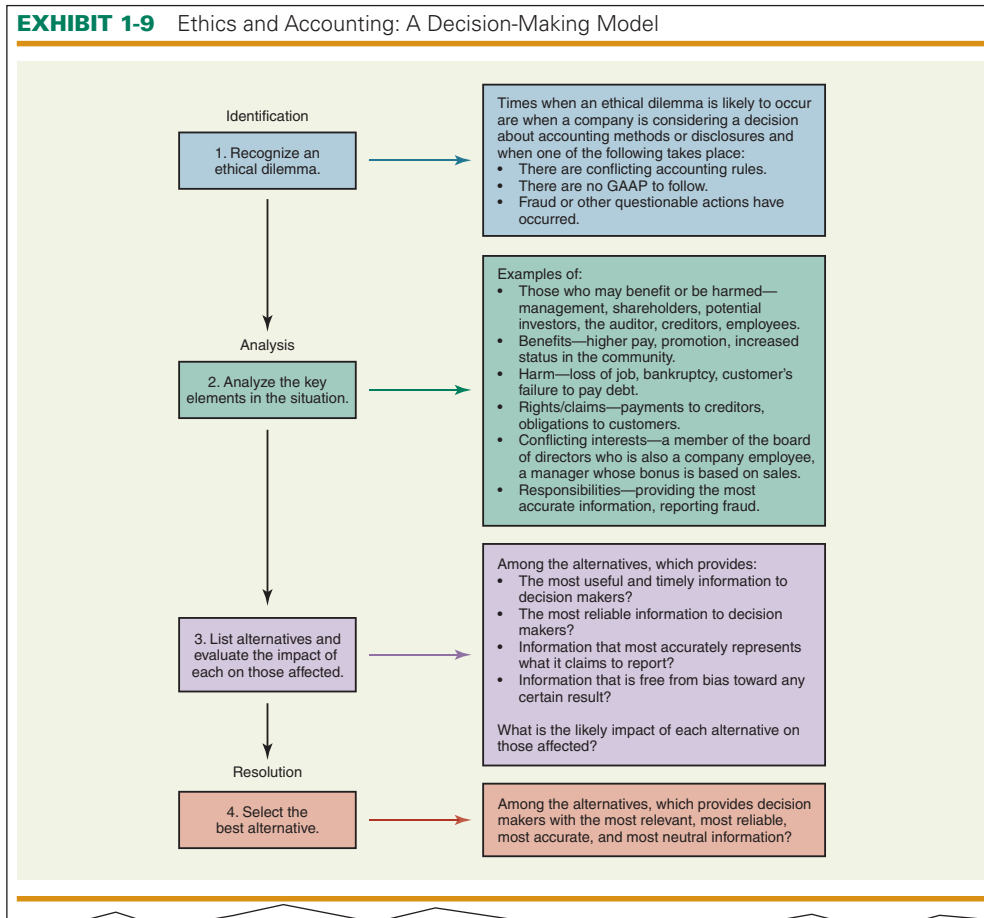 EXHIBIT 1-9 Ethics and Accounting: A Decision-Making Model
Identification
1. Recognize an
ethical dilemma.
Times when an ethical dilemma is likely to occur
are when a company is considering a decision
about accounting methods or disclosures and
when one of the following takes place:
• There are conflicting accounting rules.
• There are no GAAP to follow.
• Fraud or other questionable actions have
occurred.
Analysis
2. Analyze the key
elements in the situation.
Examples of:
• Those who may benefit or be harmed—
management, shareholders, potential
investors, the auditor, creditors, employees.
• Benefits—higher pay, promotion, increased
status in the community.
• Harm—loss of job, bankruptcy, customer's
failure to pay debt.
• Rights/claims—payments to creditors,
obligations to customers.
• Conflicting interests—a member of the board
of directors who is also a company employee,
a manager whose bonus is based on sales.
• Responsibilities—providing the most
accurate information, reporting fraud.
3. List alternatives and
evaluate the impact of
each on those affected.
Among the alternatives, which provides:
• The most useful and timely information to
decision makers?
• The most reliable information to decision
makers?
• Information that most accurately represents
what it claims to report?
• Information that is free from bias toward any
certain result?
What is the likely impact of each alternative on
those affected?
Resolution
4. Select the
best alternative.
Among the alternatives, which provides decision
makers with the most relevant, most reliable,
most accurate, and most neutral information?